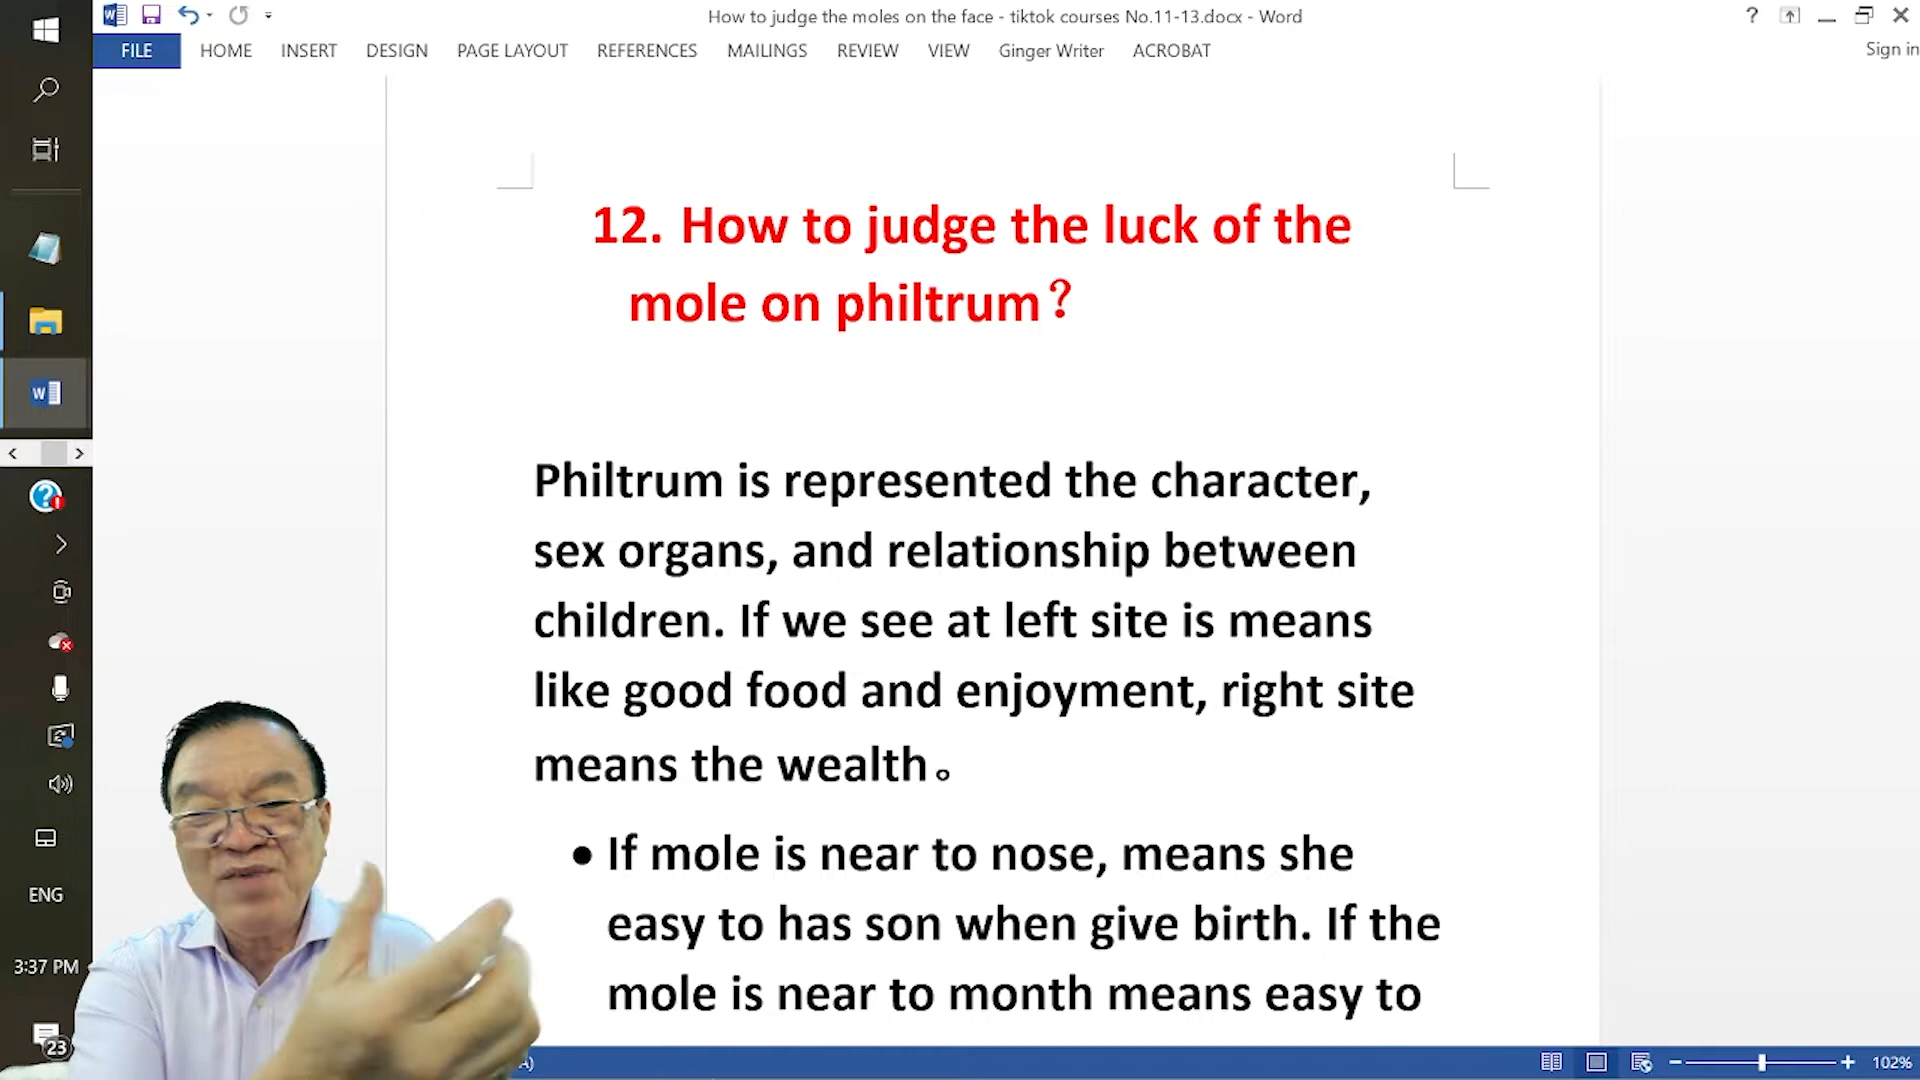 How to judge the moles on the face - tiktok courses No.11-13.docx - Word
?
Sign in
FILE HOME INSERT DESIGN PAGE LAYOUT REFERENCES MAILINGS REVIEW VIEW Ginger Writer ACROBAT
12. How to judge the luck of the
mole on philtrum？
Philtrum is represented the character,
sex organs, and relationship between
children. If we see at left site is means
like good food and enjoyment, right site
means the wealth。
• If mole is near to nose, means she
easy to has son when give birth. If the
mole is near to month means easy to
ENG
3:37 PM
23
102%